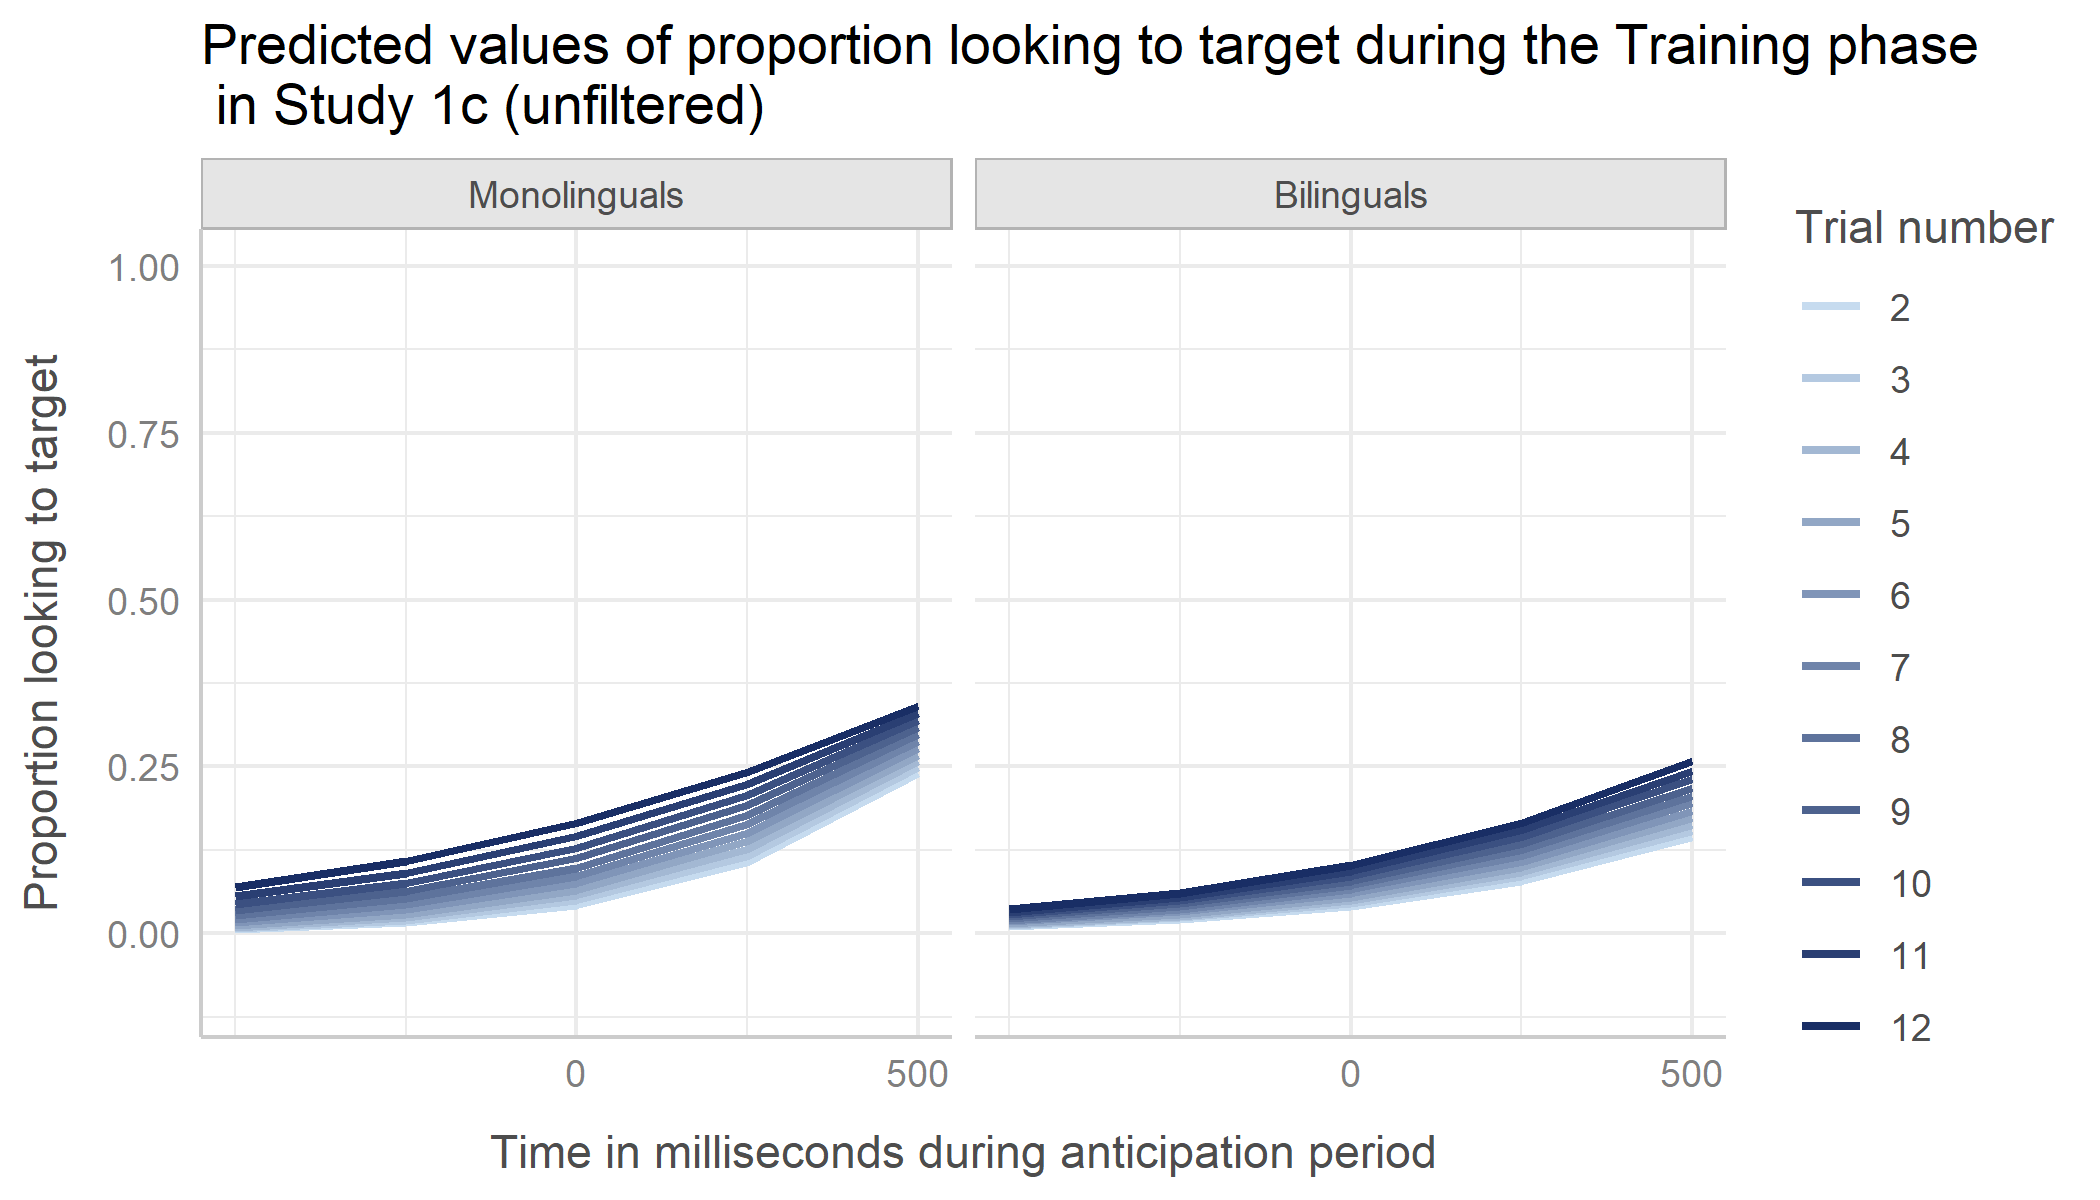 Predicted values of proportion looking to target during the Training phase
in Study 1c (unfiltered)
Monolinguals
Bilinguals
Trial number
2
3
4
5
6
7
8
9
10
11
12
Proportion looking to target
1.00
0.75
0.50
0.25
0.00
0
500
0
500
Time in milliseconds during anticipation period